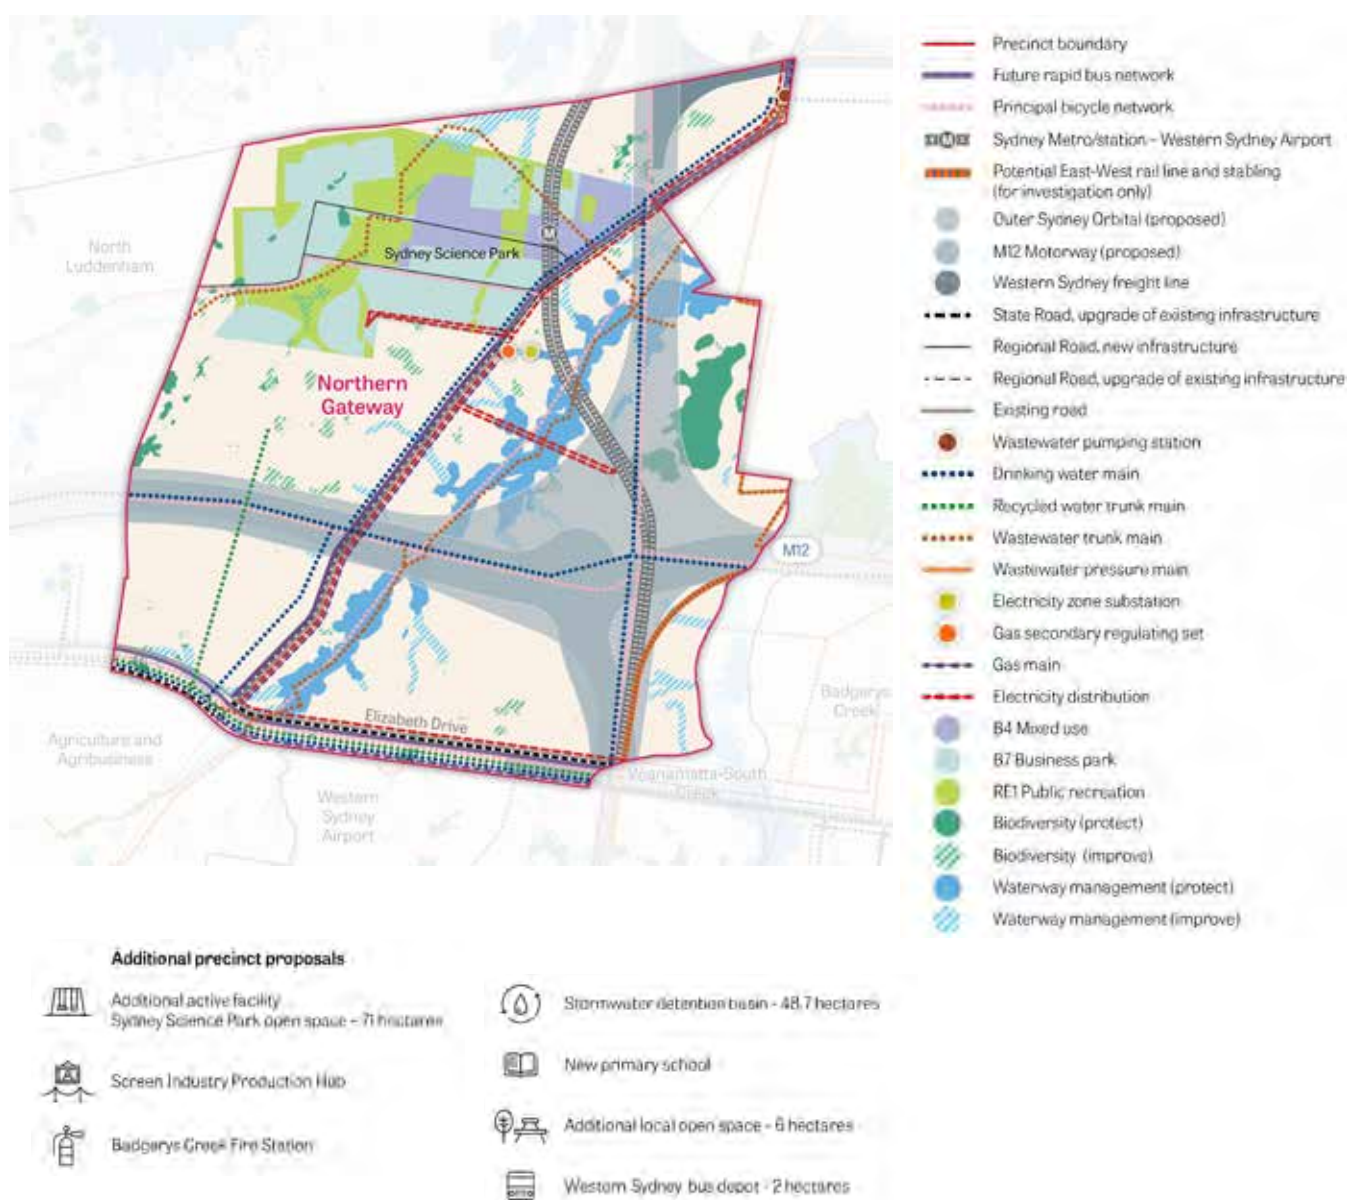 North
Luddenham
Sydney Science Park
Northern
Gateway
M
M12
Elizabeth Drive
Badgerys
Creek
Agriculture and
Agribusiness
Western
Sydney
Airport
Wianamatta-South
Creek
Precinct boundary
Future rapid bus network
Principal bicycle network
M
Sydney Metro/station – Western Sydney Airport
Potential East-West rail line and stabling
(for investigation only)
Outer Sydney Orbital (proposed)
M12 Motorway (proposed)
Western Sydney freight line
State Road, upgrade of existing infrastructure
Regional Road, new infrastructure
Regional Road, upgrade of existing infrastructure
Existing road
Wastewater pumping station
Drinking water main
Recycled water trunk main
Wastewater trunk main
Wastewater pressure main
Electricity zone substation
Gas secondary regulating set
Gas main
Electricity distribution
B4 Mixed use
B7 Business park
RE1 Public recreation
Biodiversity (protect)
Biodiversity (improve)
Waterway management (protect)
Waterway management (improve)
Additional precinct proposals
Additional active facility
Sydney Science Park open space – 71 hectares
Screen Industry Production Hub
Badgerys Creek Fire Station
Stormwater detention basin - 48.7 hectares
New primary school
Additional local open space - 6 hectares
Western Sydney bus depot - 2 hectares